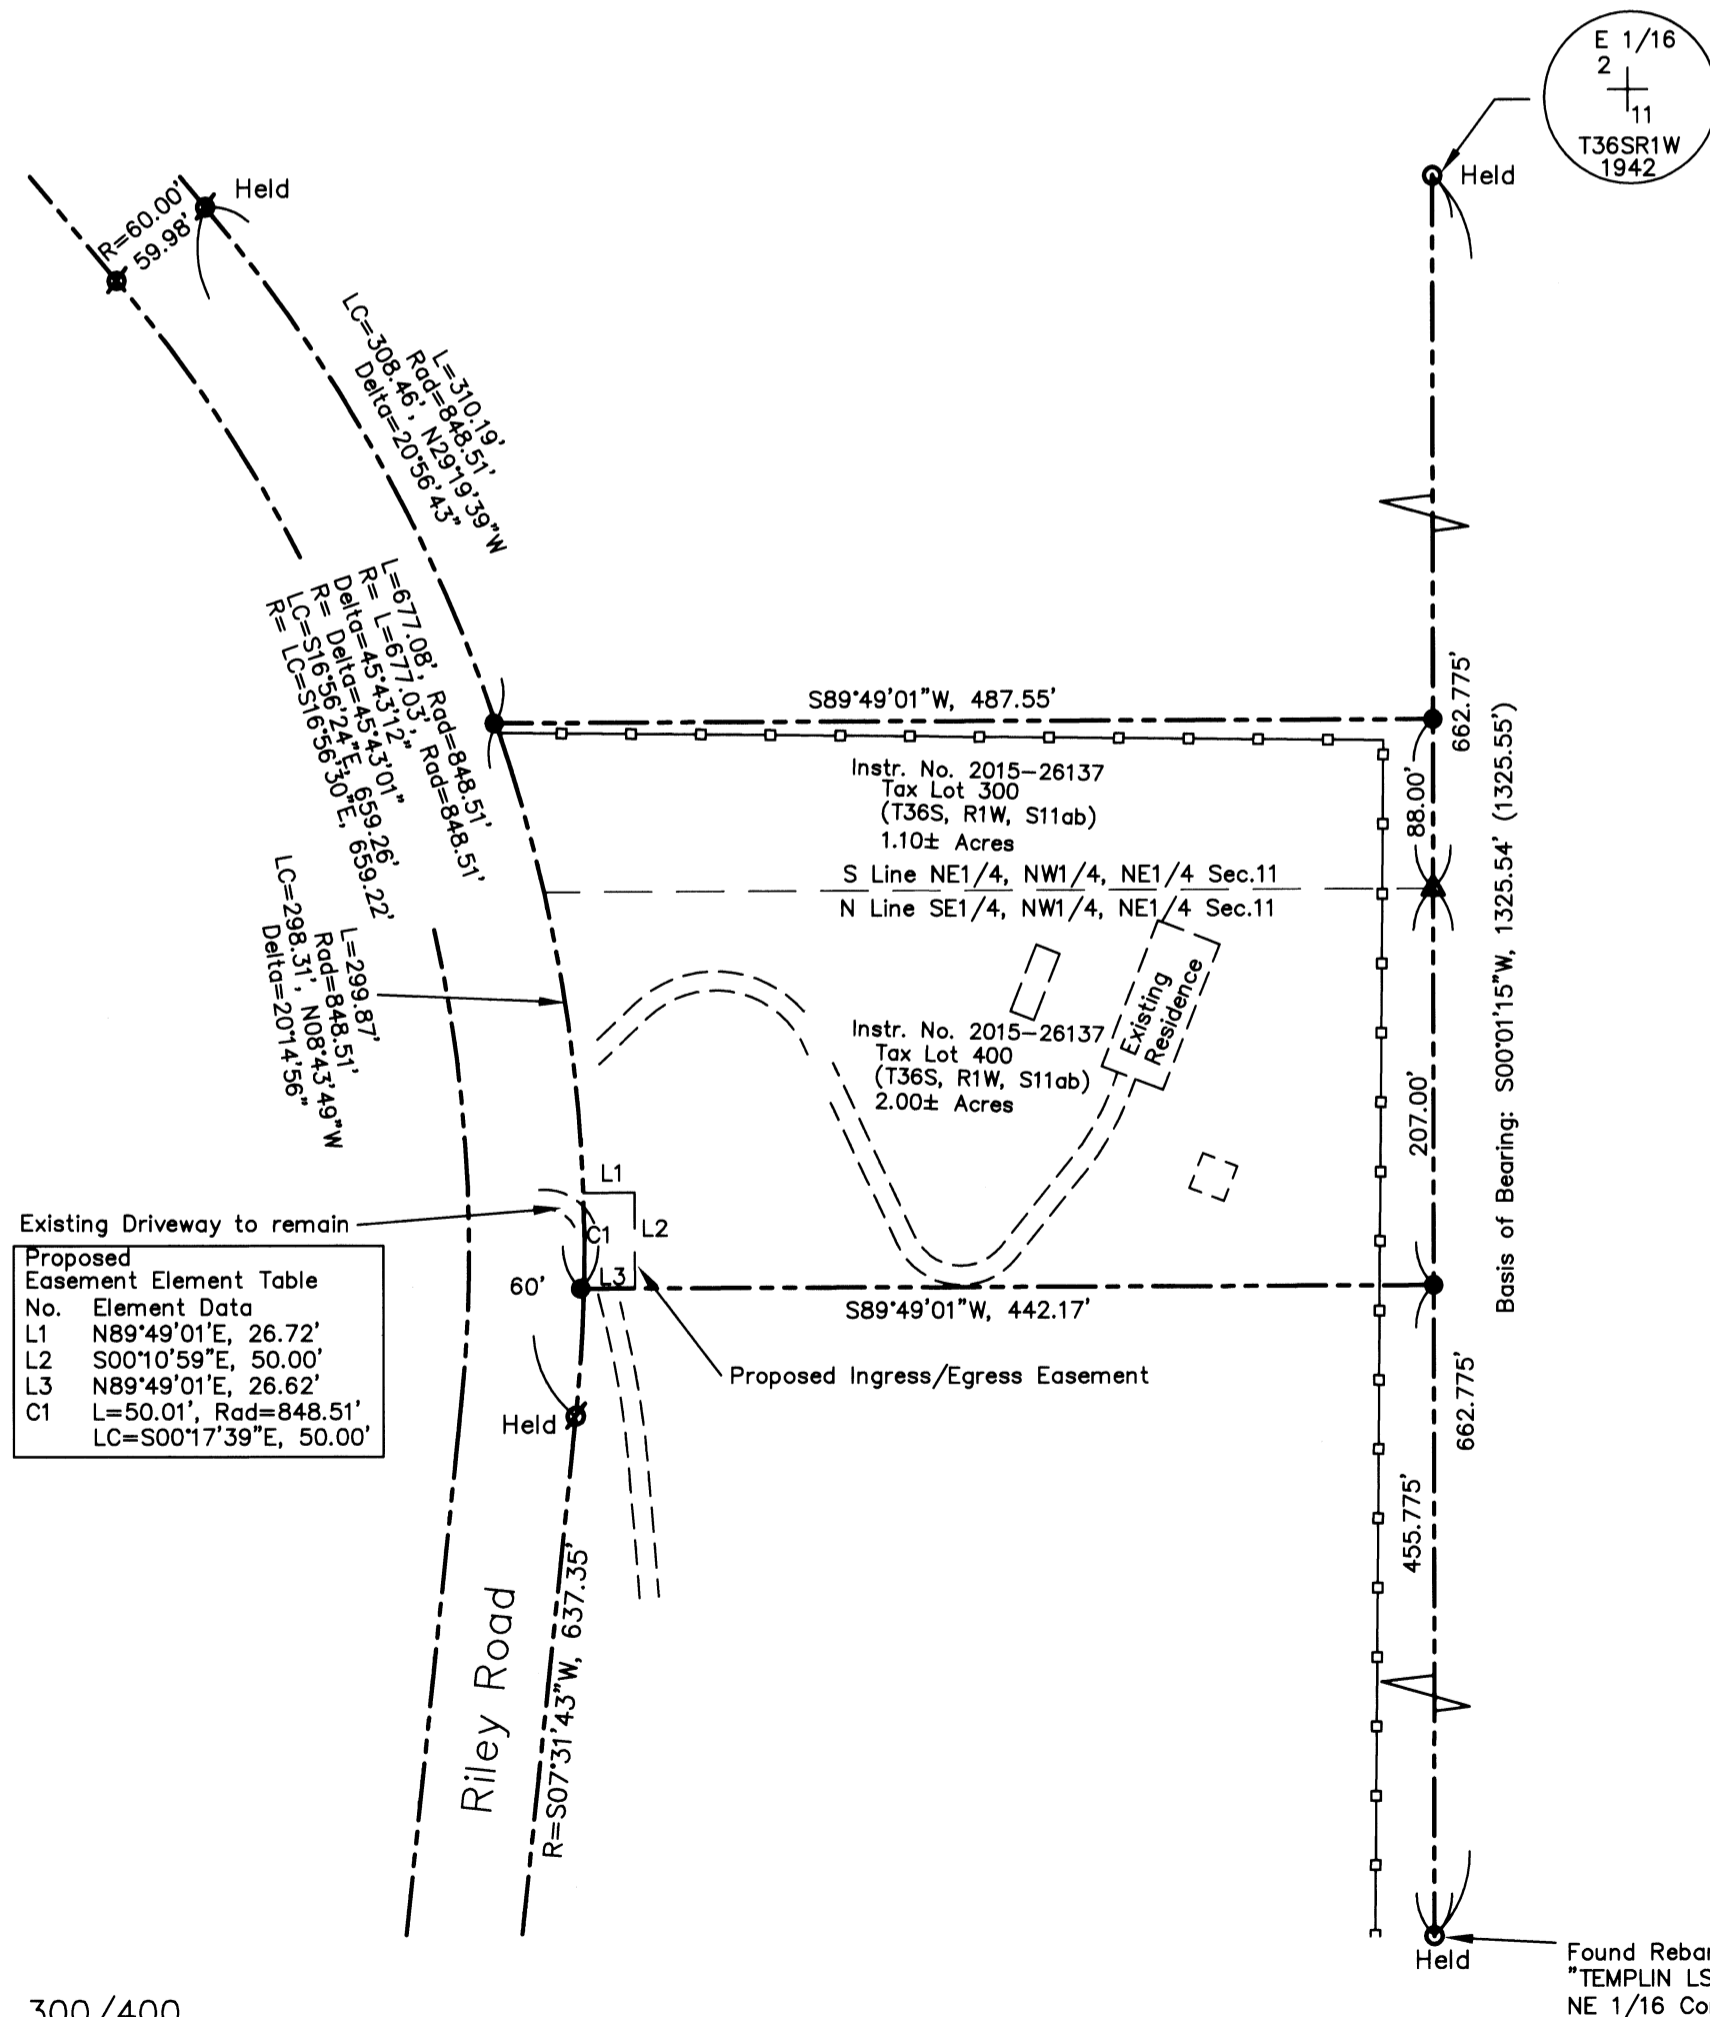 E 1/16
2
11
T36SR1W
1942
Held
Held
R=60.00'
59.98'
L=310.19'
Rad=848.51'
LC=308.46', N29°19'39"W
Delta=20°56'43"
L=677.08', Rad=848.51'
R= L=677.03', Rad=848.51'
Delta=45°43'12"
R= Delta=45°43'01"
LC=S16°56'24"E, 659.26'
R= LC=S16°56'30"E, 659.22'
S89°49'01"W, 487.55'
662.775'
88.00'
Basis of Bearing: S00°01'15"W, 1325.54' (1325.55')
Instr. No. 2015-26137
Tax Lot 300
(T36S, R1W, S11ab)
1.10± Acres
S Line NE1/4, NW1/4, NE1/4 Sec.11
N Line SE1/4, NW1/4, NE1/4 Sec.11
L=299.87'
Rad=848.51'
LC=298.31', N08°43'49"W
Delta=20°14'56"
Existing
Residence
Instr. No. 2015-26137
Tax Lot 400
(T36S, R1W, S11ab)
2.00± Acres
207.00'
L1
L2
C1
L3
Existing Driveway to remain
60'
S89°49'01"W, 442.17'
Proposed
Easement Element Table
No. Element Data
L1 N89°49'01'E, 26.72'
L2 S00°10'59"E, 50.00'
L3 N89°49'01'E, 26.62'
C1 L=50.01', Rad=848.51'
LC=S00°17'39"E, 50.00'
Proposed Ingress/Egress Easement
Held
662.775'
455.775'
Riley Road
R=S07°31'43"W, 637.35'
Held
Found Rebar
"TEMPLIN LS
NE 1/16 Co
300/400